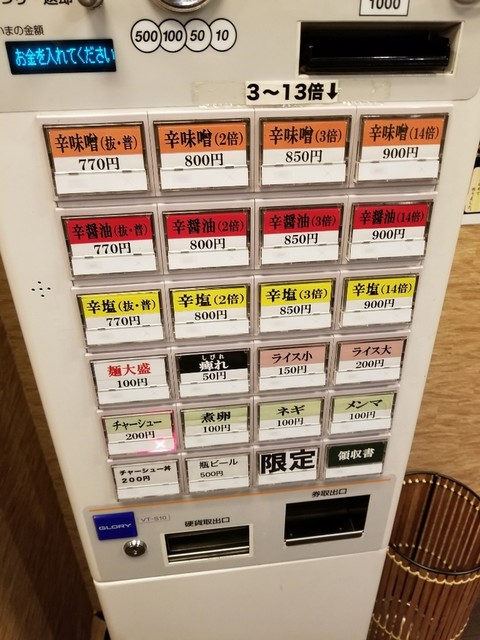 1000
いまの金額
お金を入れてください
500 100 50 10
3～13倍↓
辛味噌(抜・普)
770円
辛味噌(2倍)
800円
辛味噌(3倍)
850円
辛味噌(14倍)
900円
辛醤油(抜・普)
770円
辛醤油(2倍)
800円
辛醤油(3倍)
850円
辛醤油(14倍)
900円
辛塩(抜・普)
770円
辛塩(2倍)
800円
辛塩(3倍)
850円
辛塩(14倍)
900円
麺大盛
100円
しびれ
痺れ
50円
ライス小
150円
ライス大
200円
チャーシュー
200円
煮卵
100円
ネギ
100円
メンマ
100円
チャーシュー丼
200円
瓶ビール
500円
限定
領収書
GLORY
VT-S10
硬貨取出口
券取出口